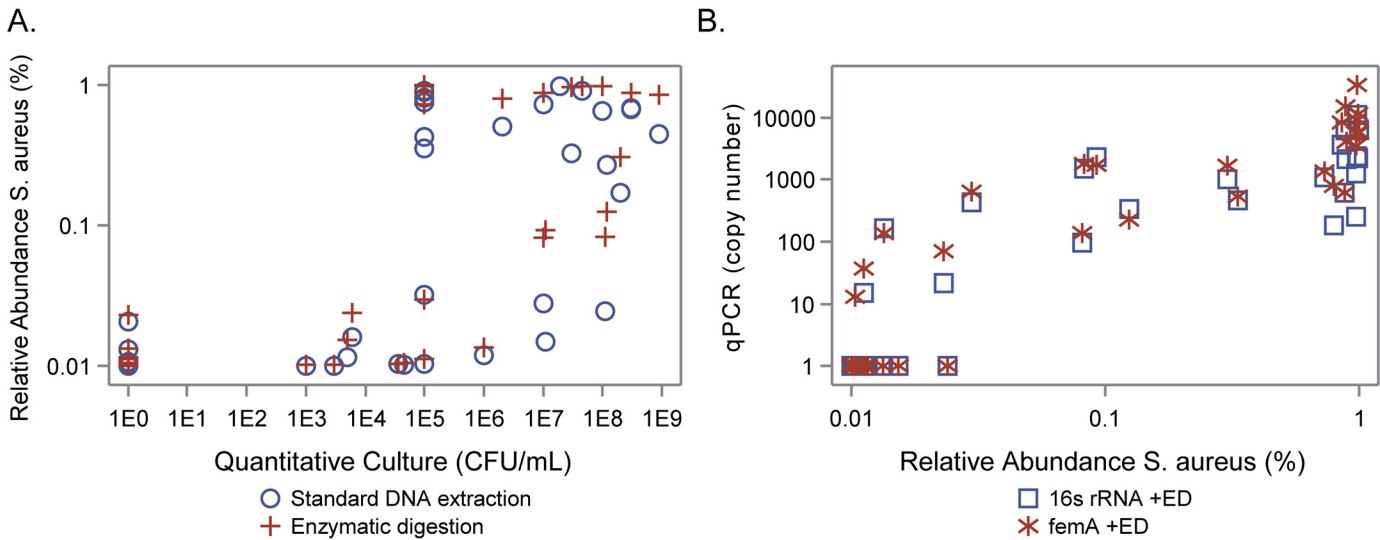 A.
Relative Abundance S. aureus (%)
1
0.1
0.01
1E0 1E1 1E2 1E3 1E4 1E5 1E6 1E7 1E8 1E9
Quantitative Culture (CFU/mL)
Standard DNA extraction
Enzymatic digestion
B.
qPCR (copy number)
10000
1000
100
10
1
0.01 0.1 1
Relative Abundance S. aureus (%)
16s rRNA +ED
femA +ED